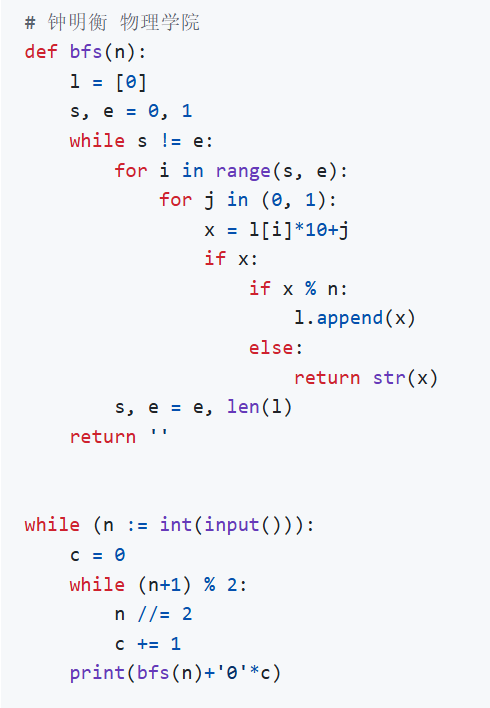 # 钟明衡 物理学院
def bfs(n):
    l = [0]
    s, e = 0, 1
    while s != e:
        for i in range(s, e):
            for j in (0, 1):
                x = l[i]*10+j
                if x:
                    if x % n:
                        l.append(x)
                    else:
                        return str(x)
        s, e = e, len(l)
    return ''


while (n := int(input())):
    c = 0
    while (n+1) % 2:
        n //= 2
        c += 1
    print(bfs(n)+'0'*c)